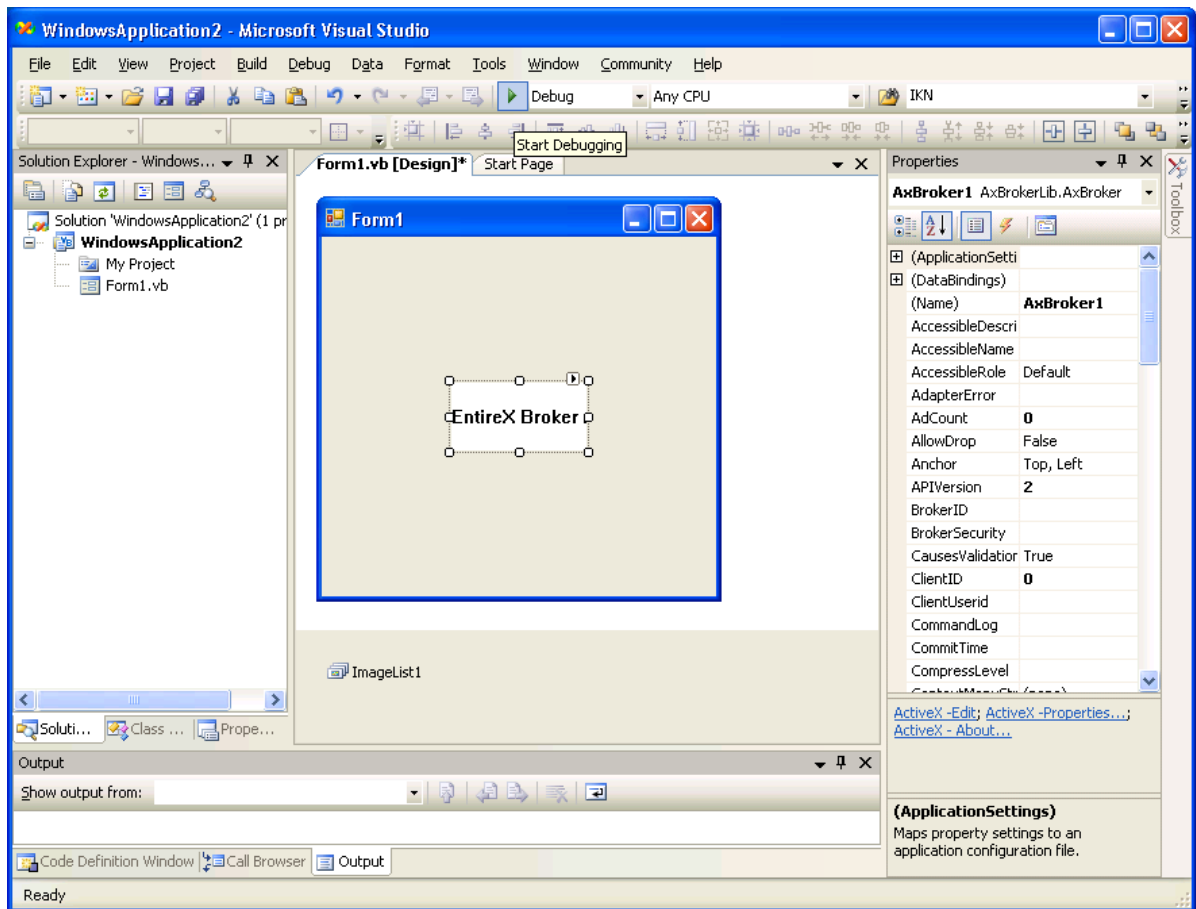 WindowsApplication2 - Microsoft Visual Studio
File Edit View Project Build Debug Data Format Tools Window Community Help
Debug Any CPU IKN
Start Debugging
Solution Explorer - Windows...
Form1.vb [Design]* Start Page
Properties
Toolbox
AxBroker1 AxBrokerLib.AxBroker
Solution 'WindowsApplication2' (1 pr
WindowsApplication2
My Project
Form1.vb
Form1
EntireX Broker
ImageList1
(ApplicationSetti
(DataBindings)
(Name) AxBroker1
AccessibleDescri
AccessibleName
AccessibleRole Default
AdapterError
AdCount 0
AllowDrop False
Anchor Top, Left
APIVersion 2
BrokerID
BrokerSecurity
CausesValidation True
ClientID 0
ClientUserid
CommandLog
CommitTime
CompressLevel
Soluti... Class ... Prope...
ActiveX -Edit; ActiveX -Properties...;
ActiveX - About...
Output
Show output from:
(ApplicationSettings)
Maps property settings to an
application configuration file.
Code Definition Window Call Browser Output
Ready